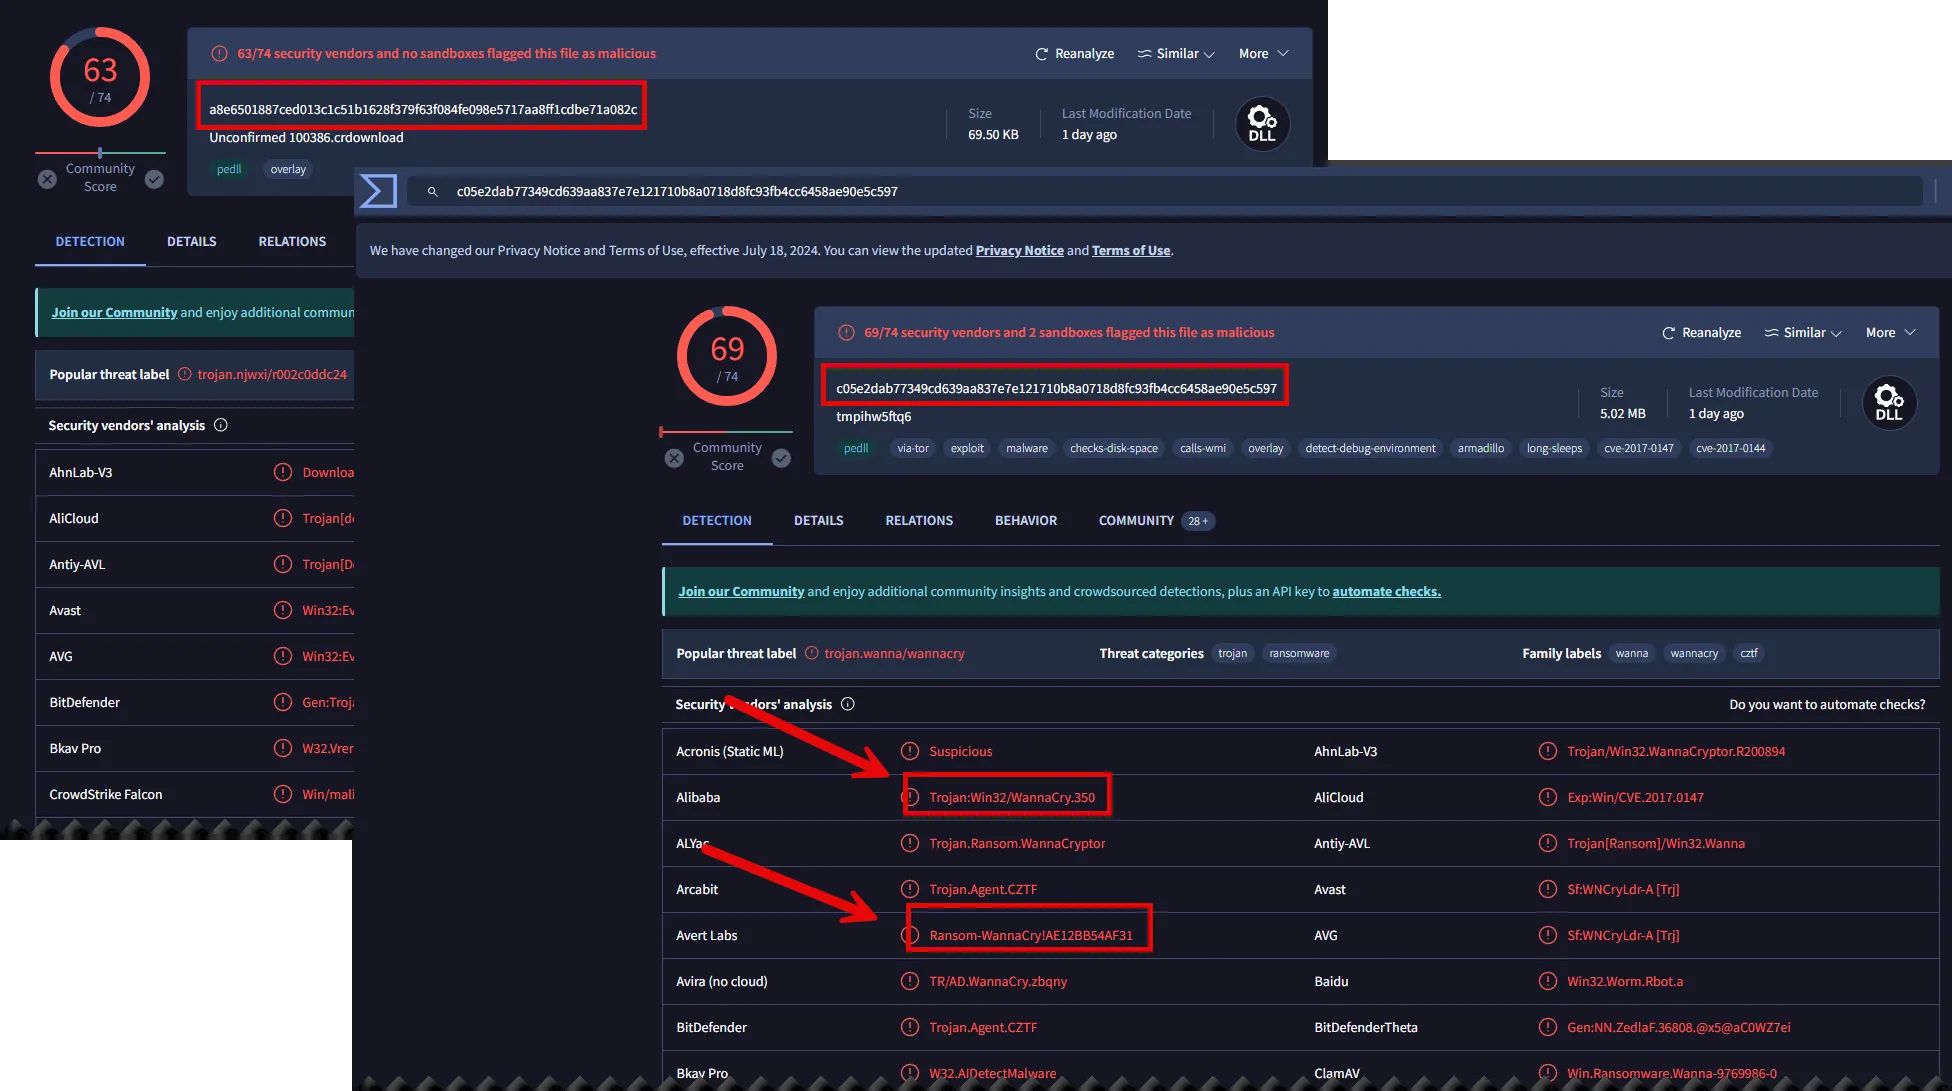 63
/ 74
Community
Score
63/74 security vendors and no sandboxes flagged this file as malicious
Reanalyze
Similar
More
a8e6501887ced013c1c51b1628f379f63f084fe098e5717aa8ff1cdbe71a082c
Unconfirmed 100386.crdownload
pedll
overlay
Size
69.50 KB
Last Modification Date
1 day ago
DLL
DETECTION
DETAILS
RELATIONS
Join our Community and enjoy additional commun
Popular threat label trojan.njwxi/r002c0ddc24
Security vendors' analysis
AhnLab-V3 Downloa
AliCloud Trojan[do
Antiy-AVL Trojan[De
Avast Win32:Ev
AVG Win32:Ev
BitDefender Gen:Troja
Bkav Pro W32.Vrer
CrowdStrike Falcon Win/mali
c05e2dab77349cd639aa837e7e121710b8a0718d8fc93fb4cc6458ae90e5c597
We have changed our Privacy Notice and Terms of Use, effective July 18, 2024. You can view the updated Privacy Notice and Terms of Use.
69
/ 74
Community
Score
69/74 security vendors and 2 sandboxes flagged this file as malicious
Reanalyze
Similar
More
c05e2dab77349cd639aa837e7e121710b8a0718d8fc93fb4cc6458ae90e5c597
tmpihw5ftq6
pedll via-tor exploit malware checks-disk-space calls-wmi overlay detect-debug-environment armadillo long-sleeps cve-2017-0147 cve-2017-0144
Size
5.02 MB
Last Modification Date
1 day ago
DLL
DETECTION DETAILS RELATIONS BEHAVIOR COMMUNITY 28 +
Join our Community and enjoy additional community insights and crowdsourced detections, plus an API key to automate checks.
Popular threat label trojan.wanna/wannacry Threat categories trojan ransomware Family labels wanna wannacry cztf
Security vendors' analysis Do you want to automate checks?
Acronis (Static ML) Suspicious AhnLab-V3 Trojan/Win32.WannaCryptor.R200894
Alibaba Trojan:Win32/WannaCry.350 AliCloud Exp:Win/CVE.2017.0147
ALYac Trojan.Ransom.WannaCryptor Antiy-AVL Trojan[Ransom]/Win32.Wanna
Arcabit Trojan.Agent.CZTF Avast Sf:WNCryLdr-A [Trj]
Avert Labs Ransom-WannaCry!AE12BB54AF31 AVG Sf:WNCryLdr-A [Trj]
Avira (no cloud) TR/AD.WannaCry.zbqny Baidu Win32.Worm.Rbot.a
BitDefender Trojan.Agent.CZTF BitDefenderTheta Gen:NN.ZedlaF.36808.@x5@aC0WZ7ei
Bkav Pro W32.AIDetectMalware ClamAV Win.Ransomware.Wanna-9769986-0